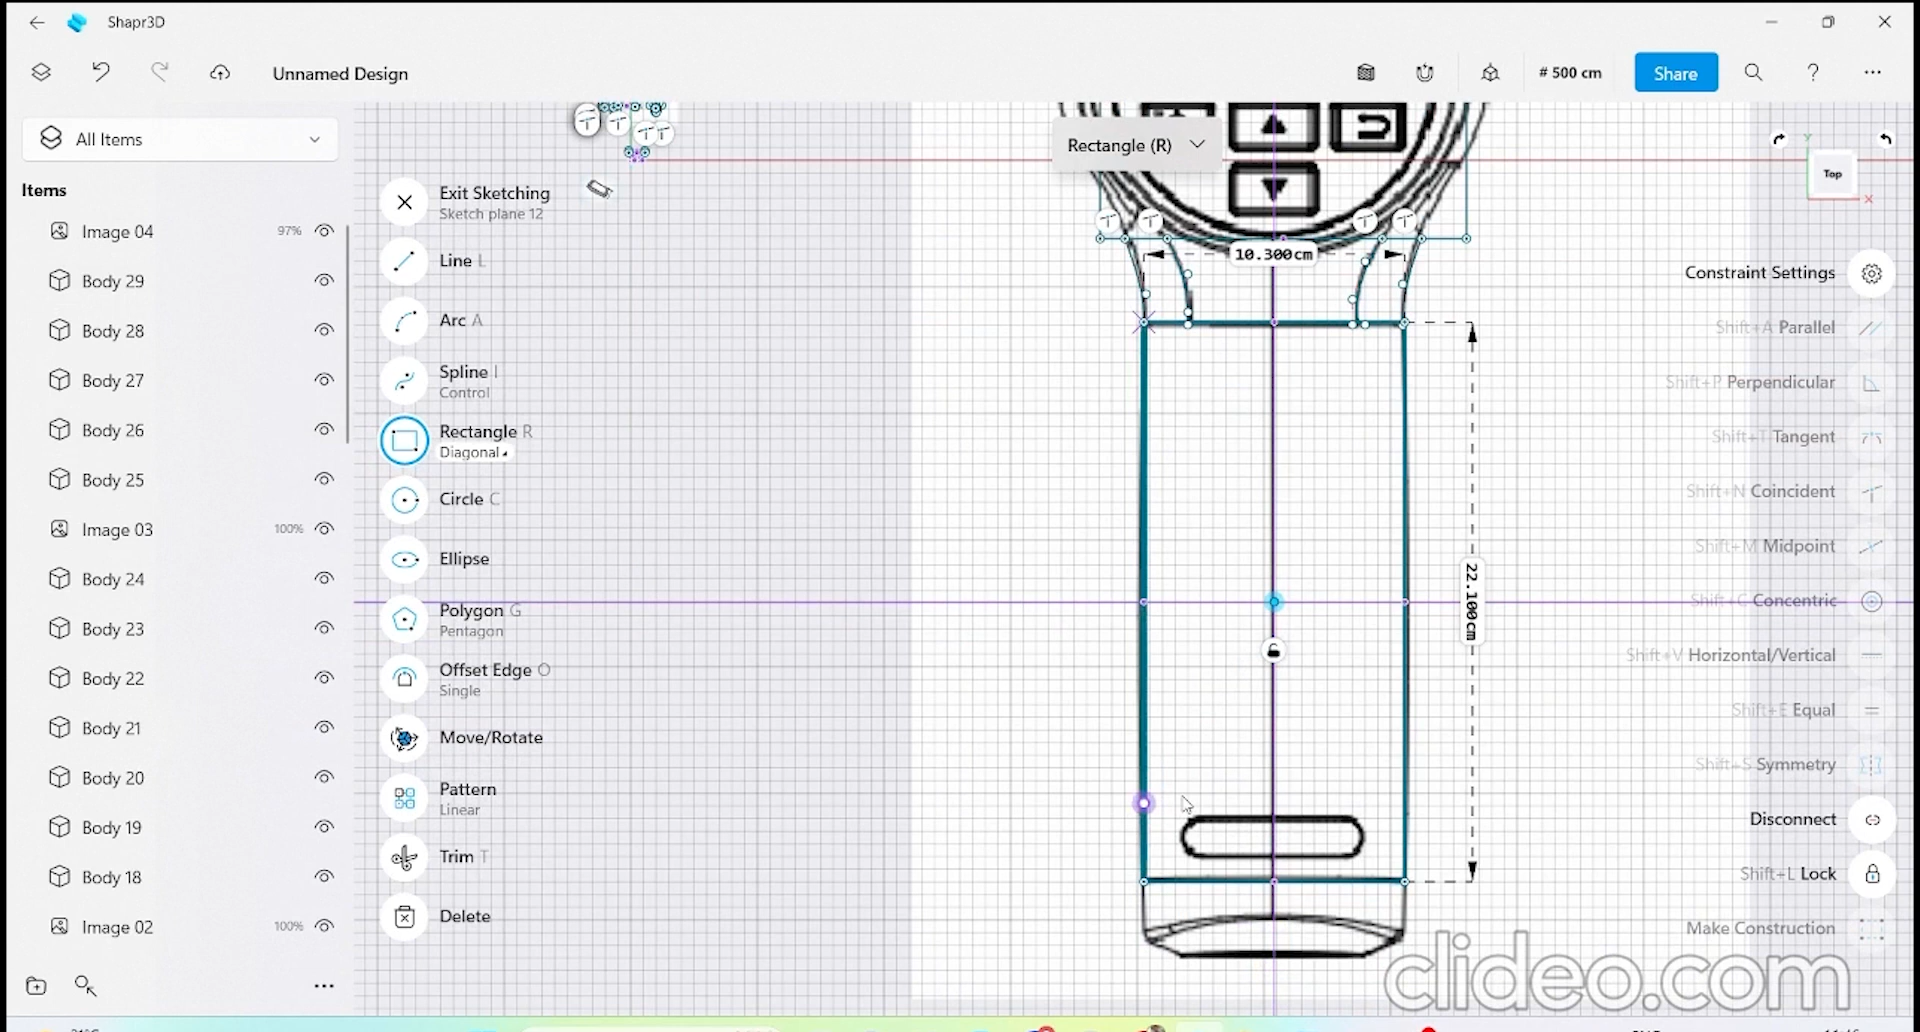 Shapr3D
Unnamed Design
# 500 cm
Share
?
All Items
Items
Image 04 97%
Body 29
Body 28
Body 27
Body 26
Body 25
Image 03 100%
Body 24
Body 23
Body 22
Body 21
Body 20
Body 19
Body 18
Image 02 100%
Exit Sketching
Sketch plane 12
Line L
Arc A
Spline I
Control
Rectangle R
Diagonal
Circle C
Ellipse
Polygon G
Pentagon
Offset Edge O
Single
Move/Rotate
Pattern
Linear
Trim T
Delete
Rectangle (R)
10.300cm
22.100cm
Y
Top
X
Constraint Settings
Shift+A Parallel
Shift+P Perpendicular
Shift+T Tangent
Shift+N Coincident
Shift+M Midpoint
Shift+C Concentric
Shift+V Horizontal/Vertical
Shift+E Equal
Shift+S Symmetry
Disconnect
Shift+L Lock
Make Construction
clideo.com